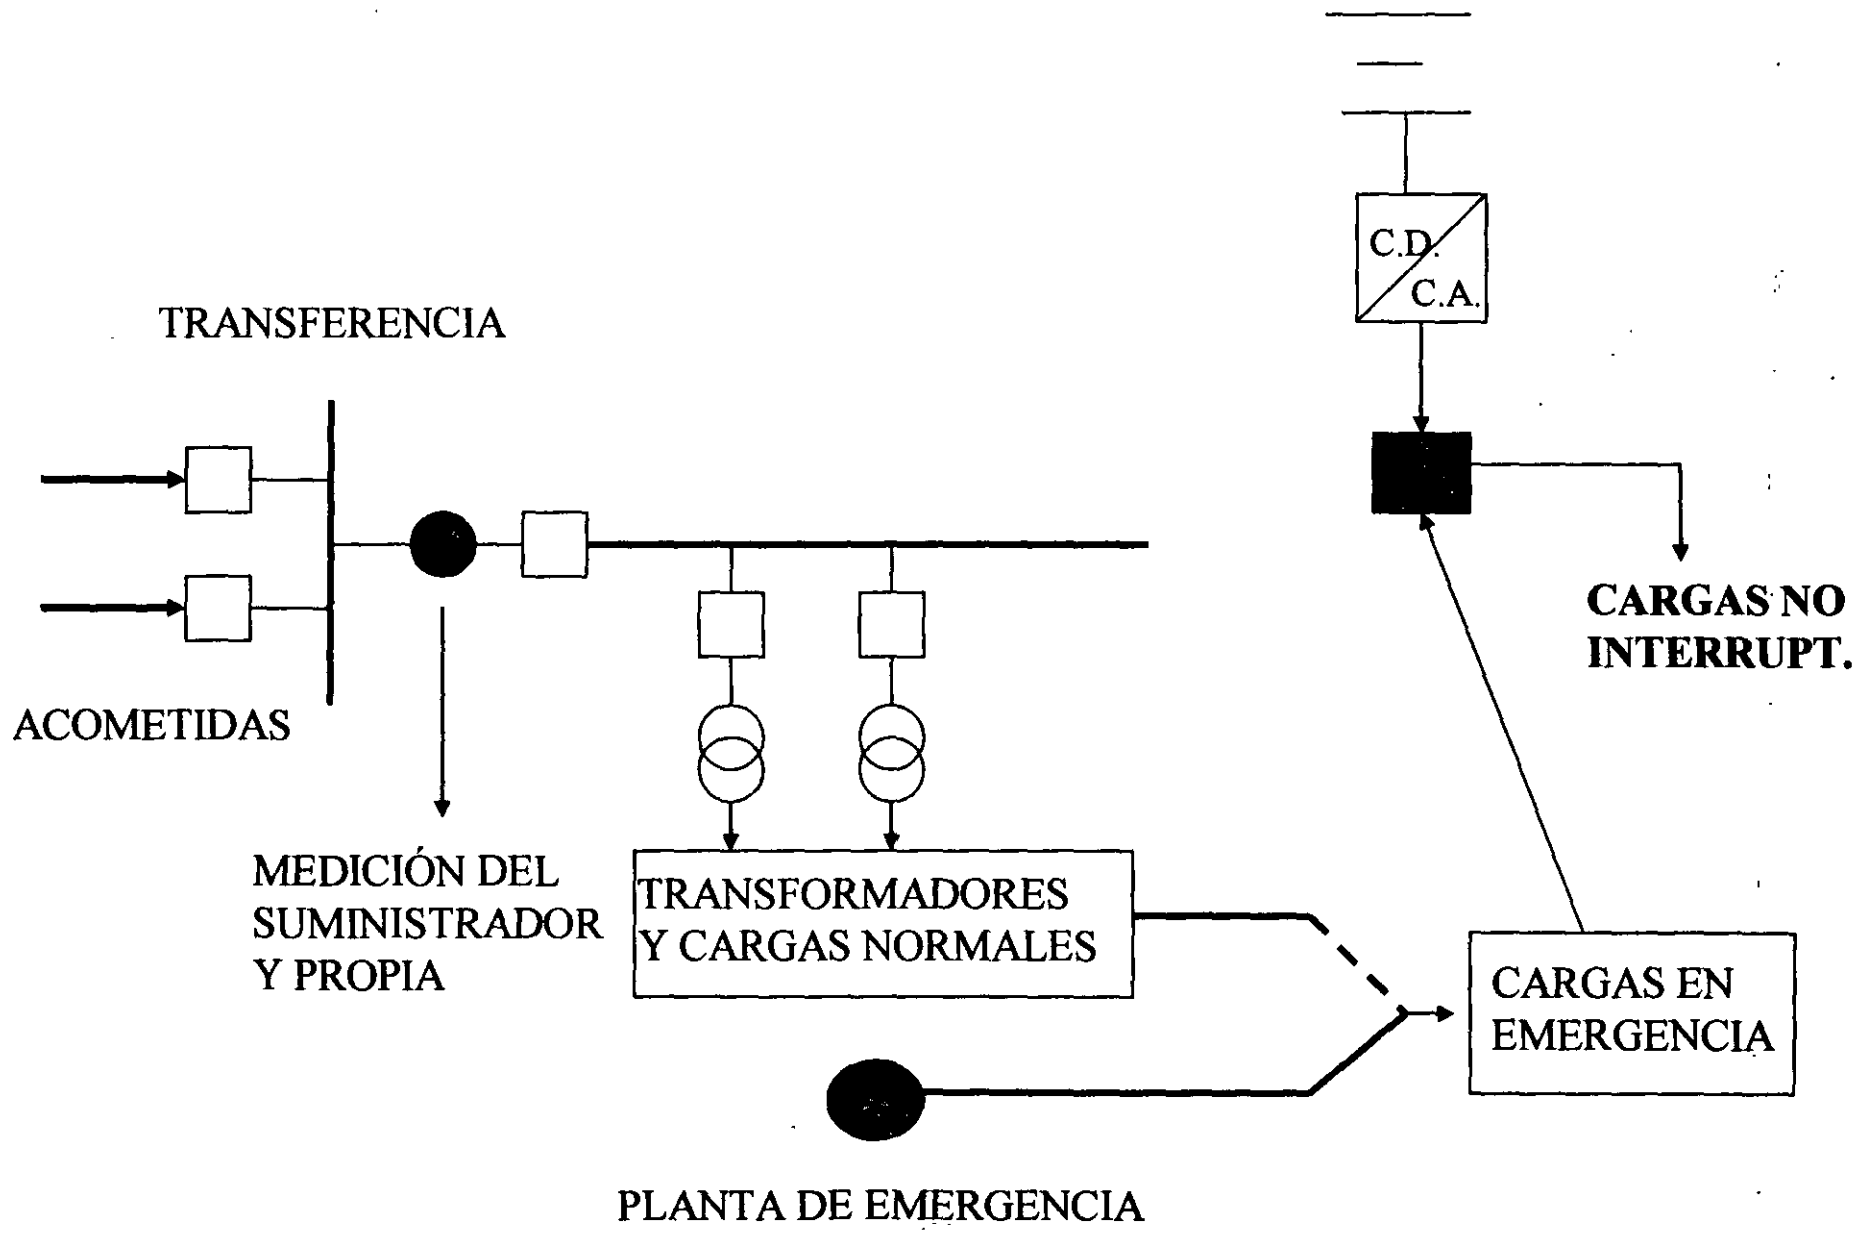 C.D.
C.A.
TRANSFERENCIA
CARGAS NO
INTERRUPT.
ACOMETIDAS
MEDICIÓN DEL
SUMINISTRADOR
Y PROPIA
TRANSFORMADORES
Y CARGAS NORMALES
CARGAS EN
EMERGENCIA
PLANTA DE EMERGENCIA